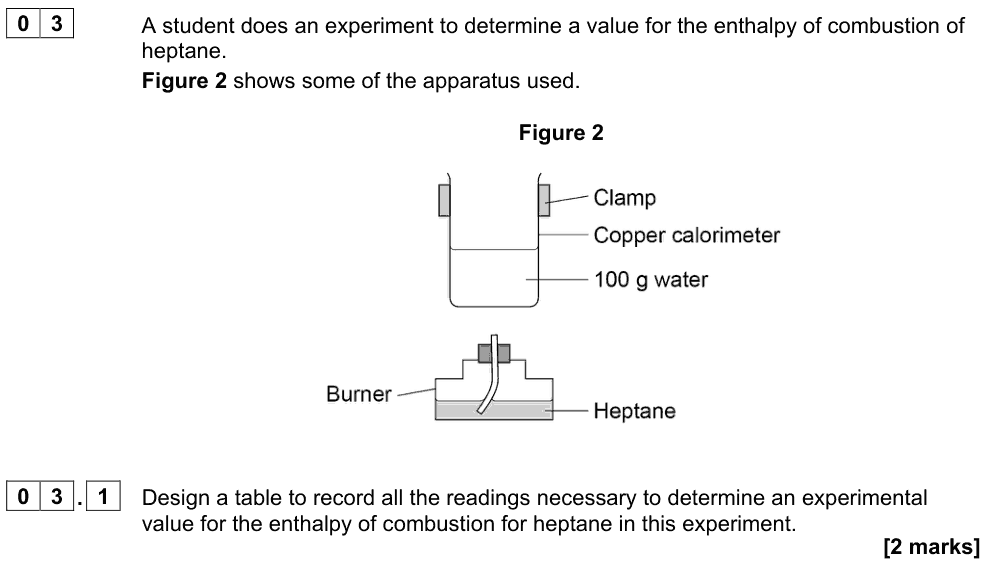 0 3 A student does an experiment to determine a value for the enthalpy of combustion of
heptane.
Figure 2 shows some of the apparatus used.
Figure 2
Clamp
Copper calorimeter
100 g water
Burner
Heptane
0 3 . 1 Design a table to record all the readings necessary to determine an experimental
value for the enthalpy of combustion for heptane in this experiment.
[2 marks]